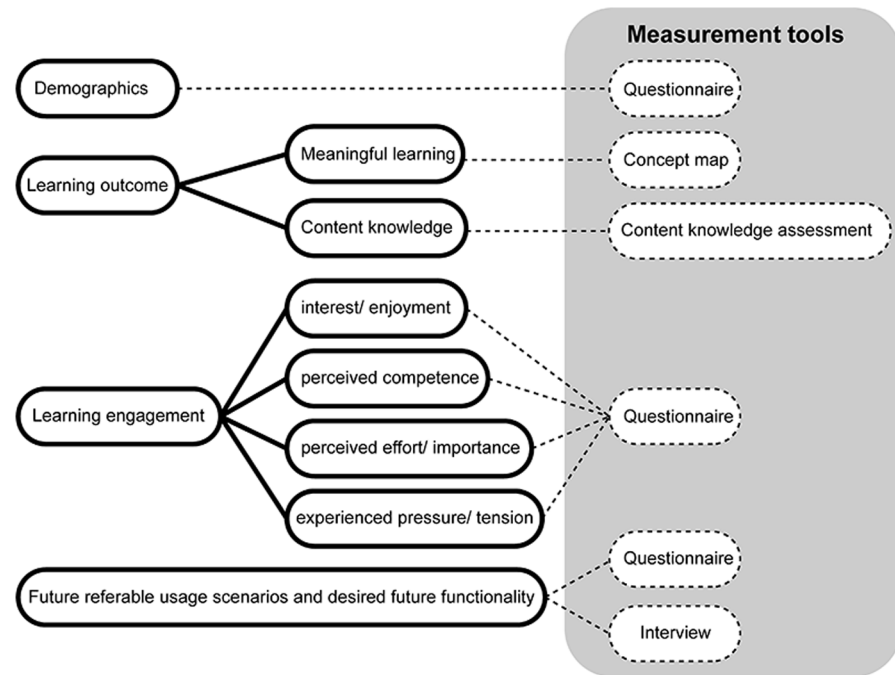 Measurement tools
Demographics
Questionnaire
Meaningful learning
Concept map
Learning outcome
Content knowledge
Content knowledge assessment
interest/ enjoyment
perceived competence
Learning engagement
Questionnaire
perceived effort/ importance
experienced pressure/ tension
Questionnaire
Future referable usage scenarios and desired future functionality
Interview